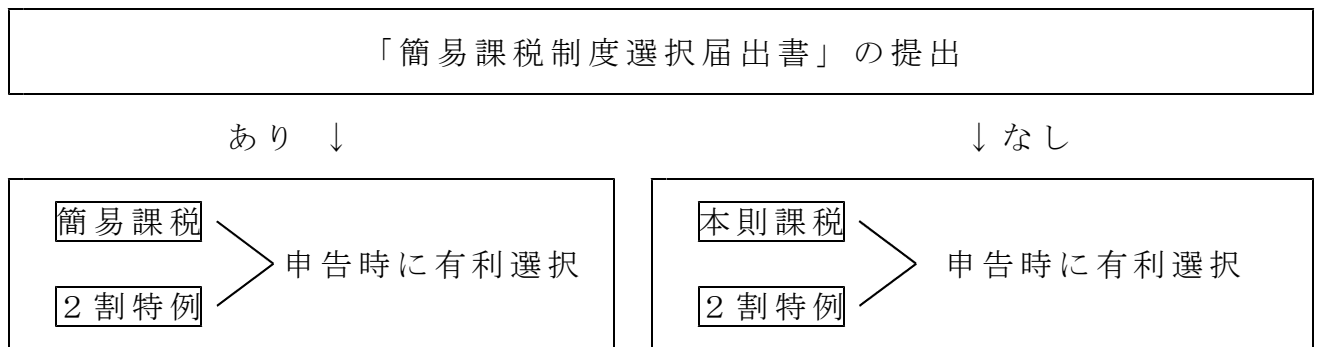 「簡易課税制度選択届出書」の提出
あり ↓
↓なし
簡易課税
2割特例
申告時に有利選択
本則課税
2割特例
申告時に有利選択